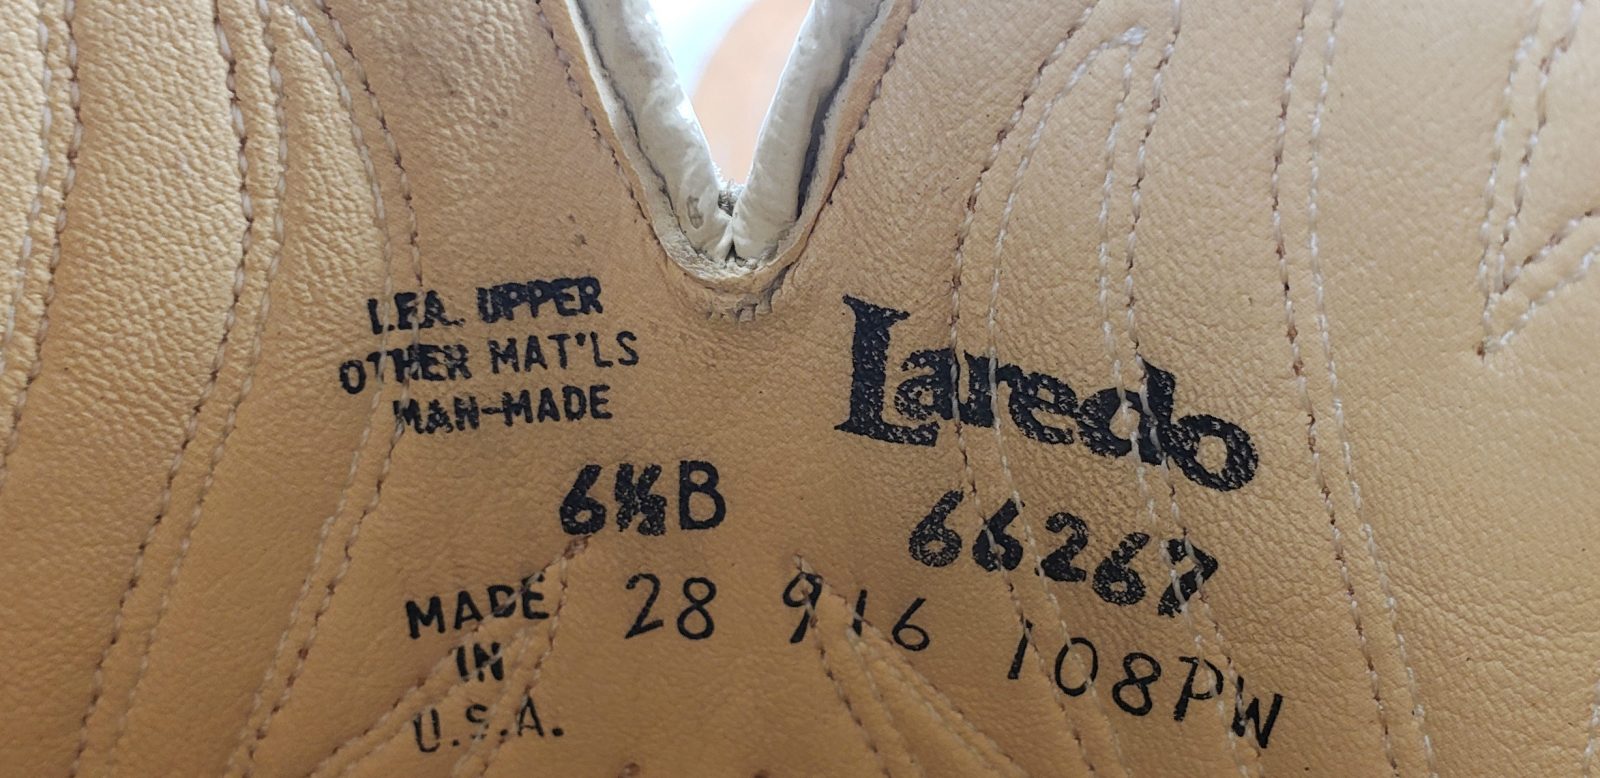 LEA. UPPER
OTHER MAT'LS
MAN-MADE
6½B
MADE
IN
U.S.A.
28 916 108PW
Laredo
66267